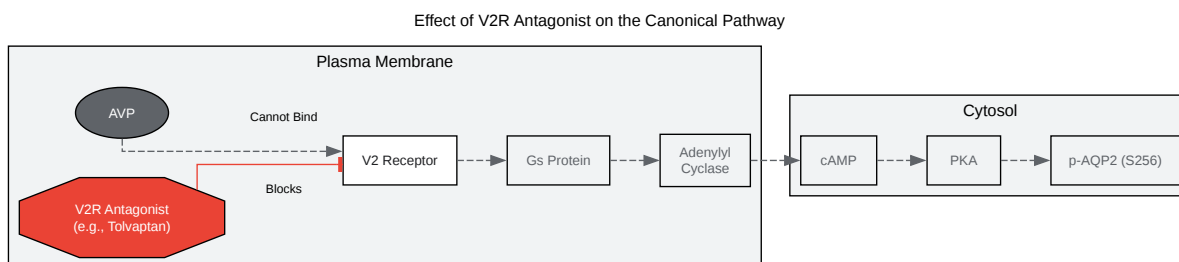 Effect of V2R Antagonist on the Canonical Pathway
Plasma Membrane
Cytosol
AVP
Cannot Bind
V2 Receptor
Gs Protein
Adenylyl
Cyclase
cAMP
PKA
p-AQP2 (S256)
Blocks
V2R Antagonist
(e.g., Tolvaptan)